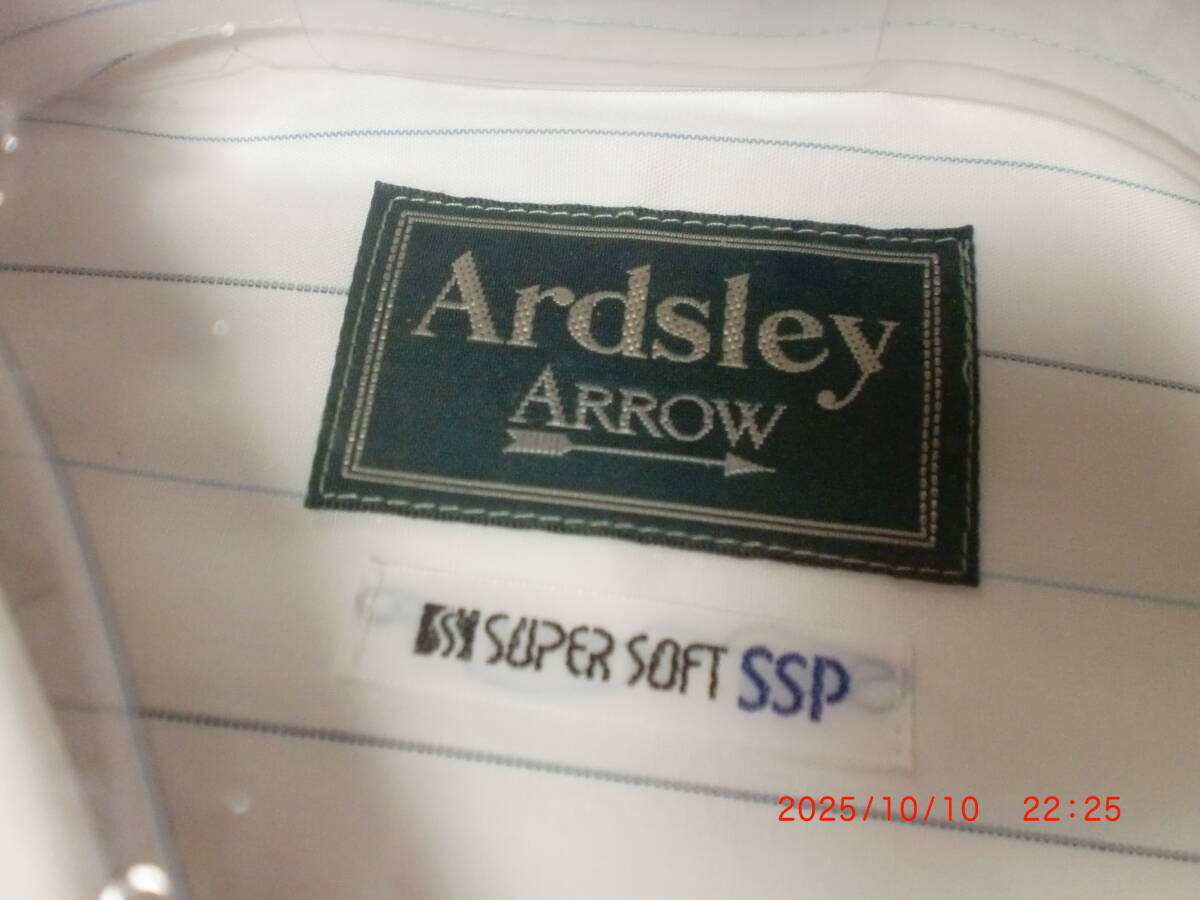 Ardsley
ARROW
SUPER SOFT SSP
2025/10/10 22:25